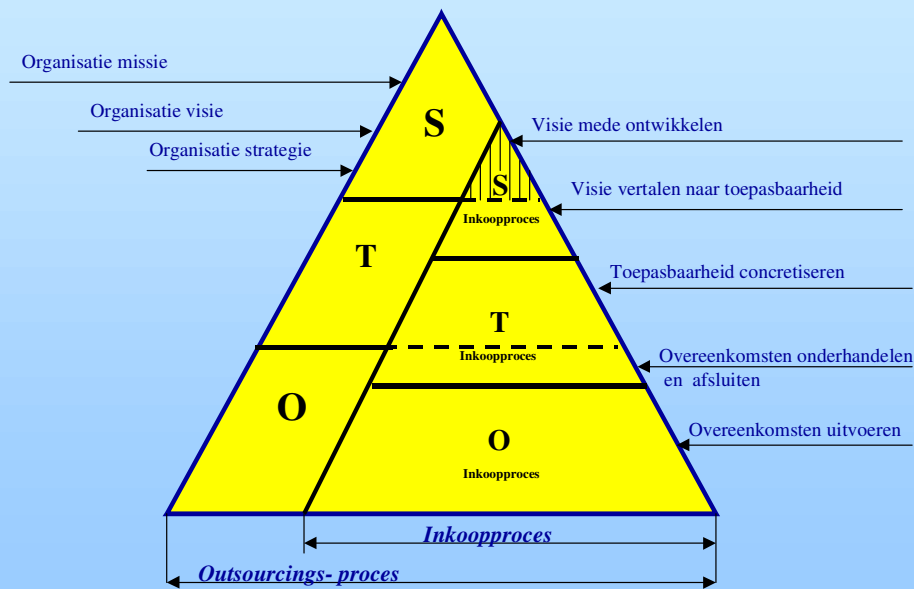 Organisatie missie
Organisatie visie
Organisatie strategie
S
Visie mede ontwikkelen
S
Visie vertalen naar toepasbaarheid
Inkoopproces
T
Toepasbaarheid concretiseren
T
Inkoopproces
Overeenkomsten onderhandelen
en afsluiten
O
Overeenkomsten uitvoeren
O
Inkoopproces
Inkoopproces
Outsourcings- proces